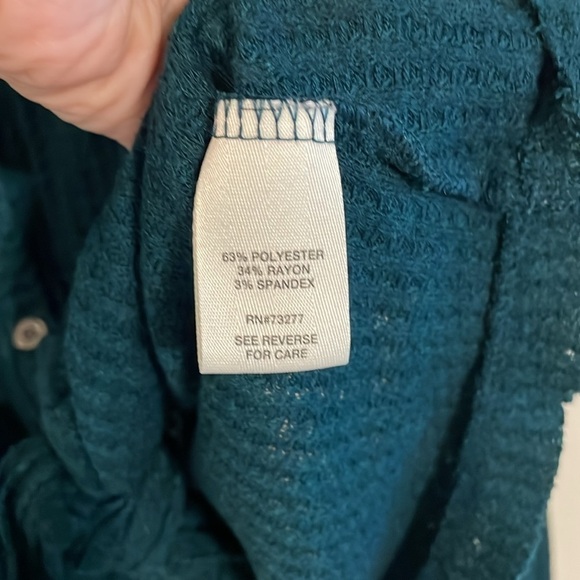 63% POLYESTER
34% RAYON
3% SPANDEX
RN#73277
SEE REVERSE
FOR CARE